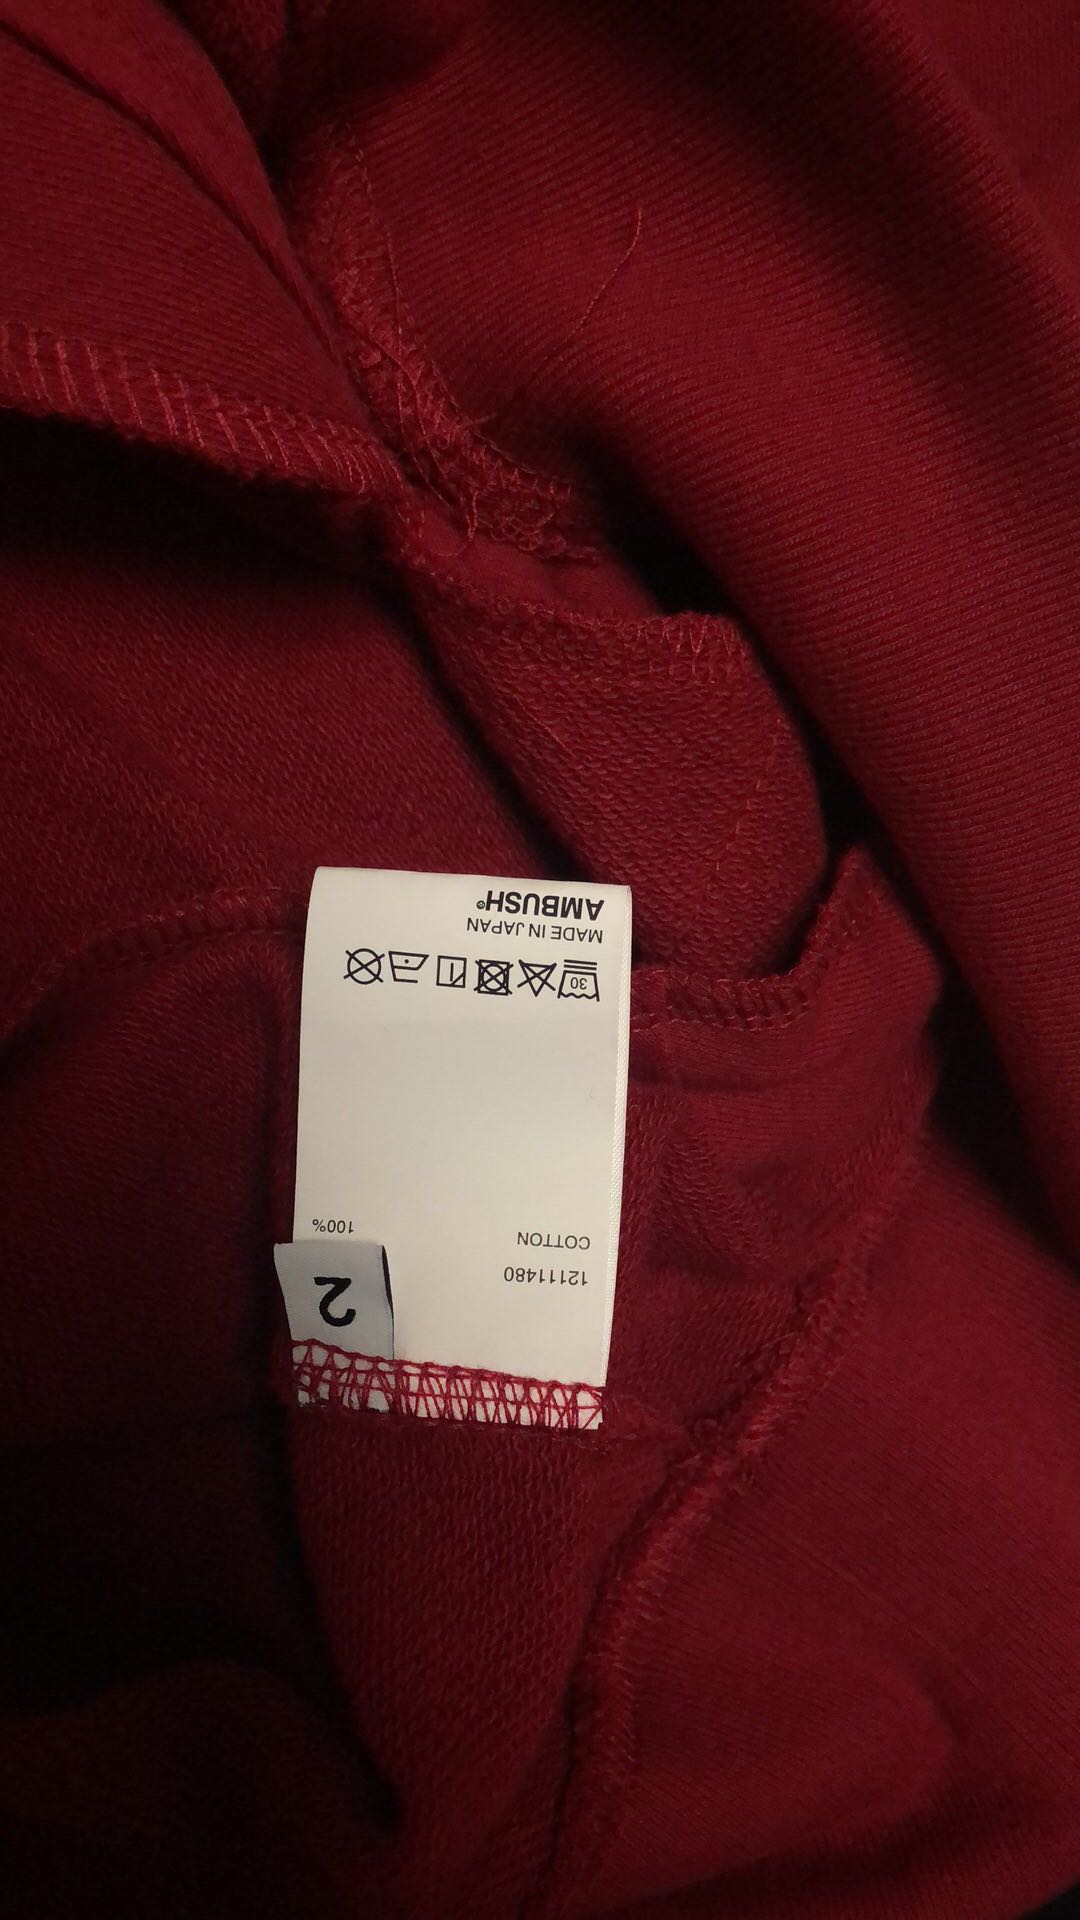 2
12111480
COTTON 100%
30
MADE IN JAPAN
AMBUSH®